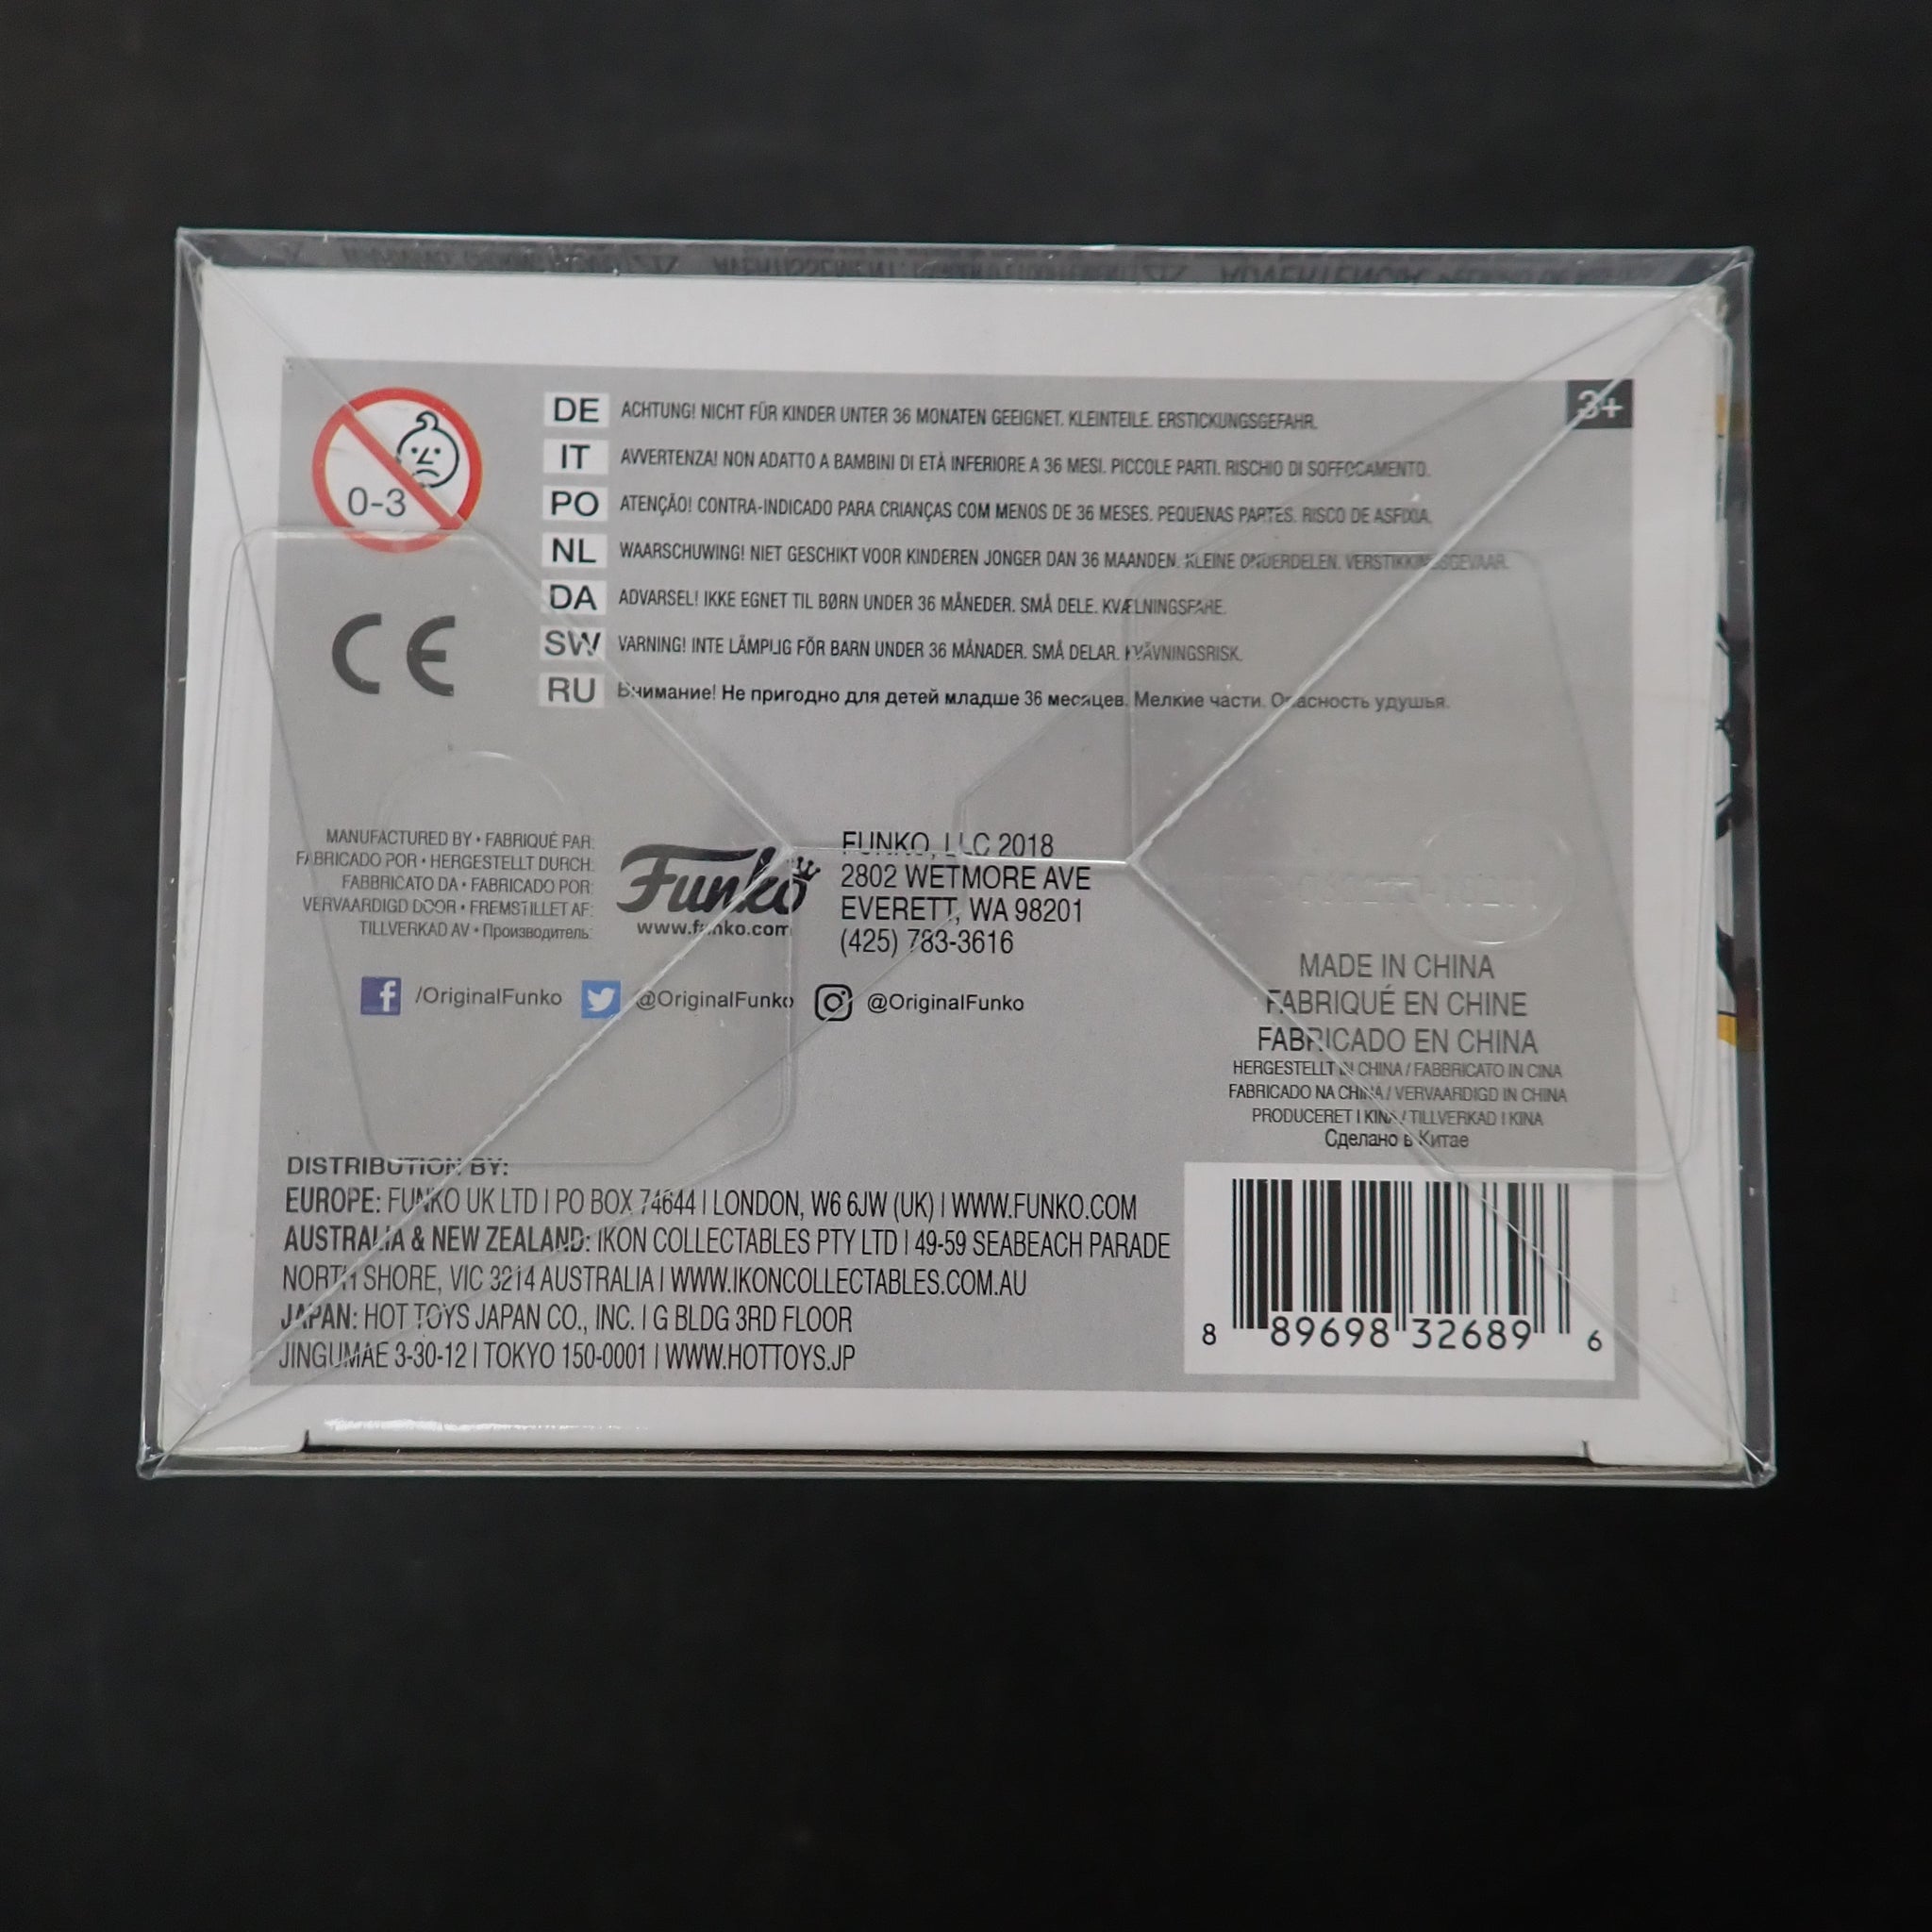 3+
0-3
DE ACHTUNG! NICHT FÜR KINDER UNTER 36 MONATEN GEEIGNET. KLEINTEILE. ERSTICKUNGSGEFAHR.
IT AVVERTENZA! NON ADATTO A BAMBINI DI ETÀ INFERIORE A 36 MESI. PICCOLE PARTI. RISCHIO DI SOFFOCAMENTO.
PO ATENÇÃO! CONTRA-INDICADO PARA CRIANÇAS COM MENOS DE 36 MESES. PEQUENAS PARTES. RISCO DE ASFIXIA.
NL WAARSCHUWING! NIET GESCHIKT VOOR KINDEREN JONGER DAN 36 MAANDEN. KLEINE ONDERDELEN. VERSTIKKINGSGEVAAR.
DA ADVARSEL! IKKE EGNET TIL BØRN UNDER 36 MÅNEDER. SMÅ DELE. KVÆLNINGSFARE.
SW VARNING! INTE LÄMPLIG FÖR BARN UNDER 36 MÅNADER. SMÅ DELAR. KVÄVNINGSRISK.
RU Внимание! Не пригодно для детей младше 36 месяцев. Мелкие части. Опасность удушья.
CE
MANUFACTURED BY • FABRIQUÉ PAR:
FABRICADO POR • HERGESTELLT DURCH:
FABBRICATO DA • FABRICADO POR:
VERVAARDIGD DOOR • FREMSTILLET AF:
TILLVERKAD AV • Производитель:
Funko
www.funko.com
FUNKO, LLC 2018
2802 WETMORE AVE
EVERETT, WA 98201
(425) 783-3616
/OriginalFunko @OriginalFunko @OriginalFunko
MADE IN CHINA
FABRIQUÉ EN CHINE
FABRICADO EN CHINA
HERGESTELLT IN CHINA / FABBRICATO IN CINA
FABRICADO NA CHINA / VERVAARDIGD IN CHINA
PRODUCERET I KINA / TILLVERKAD I KINA
Сделано в Китае
DISTRIBUTION BY:
EUROPE: FUNKO UK LTD | PO BOX 74644 | LONDON, W6 6JW (UK) | WWW.FUNKO.COM
AUSTRALIA & NEW ZEALAND: IKON COLLECTABLES PTY LTD | 49-59 SEABEACH PARADE
NORTH SHORE, VIC 3214 AUSTRALIA | WWW.IKONCOLLECTABLES.COM.AU
JAPAN: HOT TOYS JAPAN CO., INC. | G BLDG 3RD FLOOR
JINGUMAE 3-30-12 | TOKYO 150-0001 | WWW.HOTTOYS.JP
8 89698 32689 6